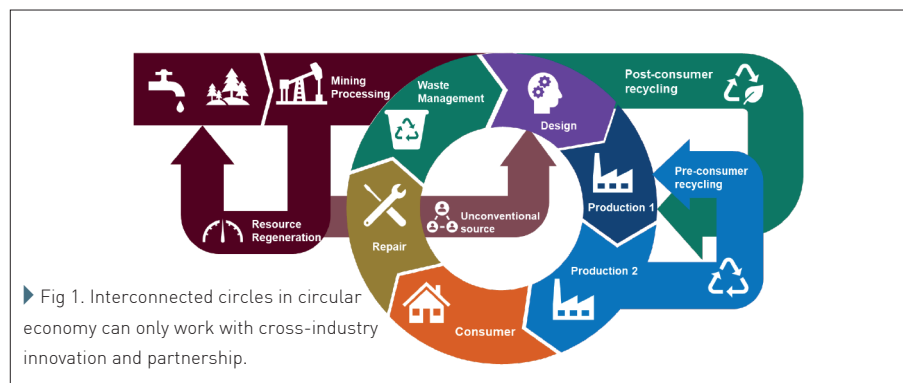 Mining
Processing
Waste
Management
Design
Post-consumer
recycling
Pre-consumer
recycling
Production 1
Resource
Regeneration
Unconventional
source
Repair
Production 2
Consumer
Fig 1. Interconnected circles in circular
economy can only work with cross-industry
innovation and partnership.